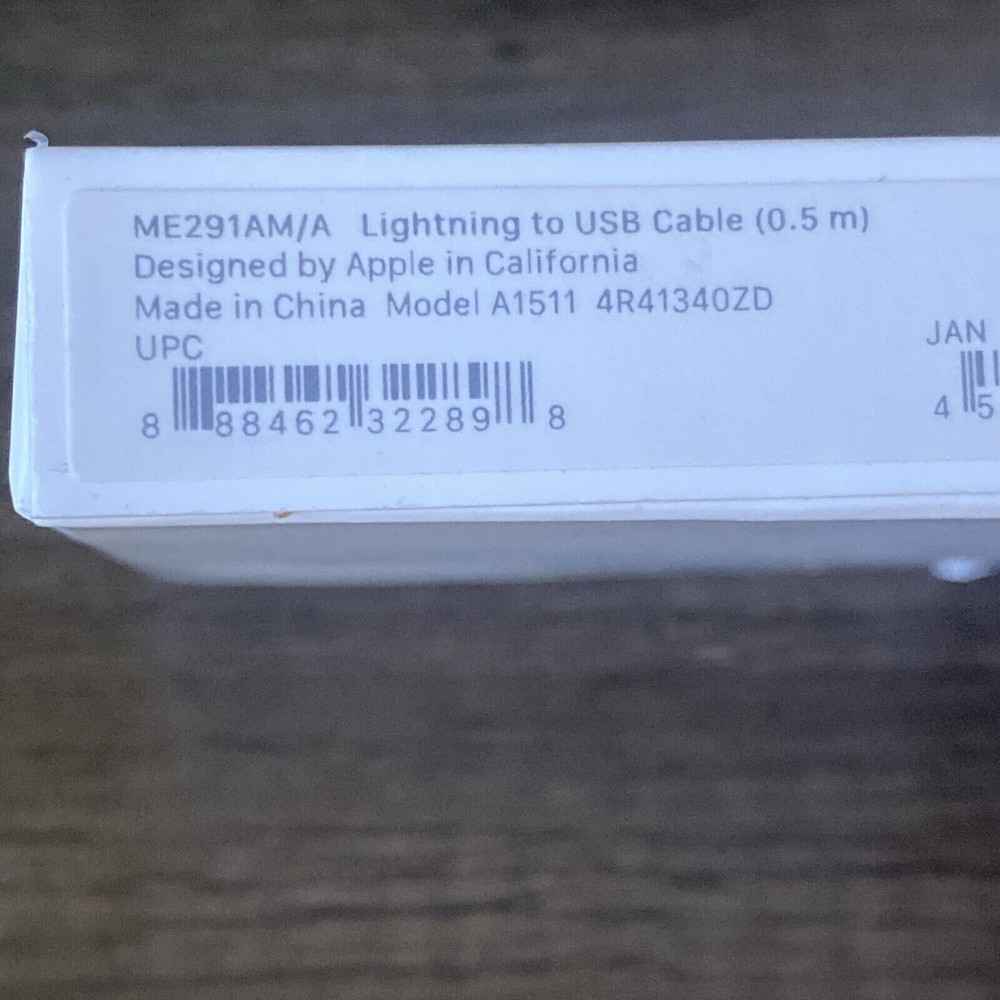 ME291AM/A Lightning to USB Cable (0.5 m)
Designed by Apple in California
Made in China Model A1511 4R41340ZD
UPC
8 88462 32289 8
JAN
4 5